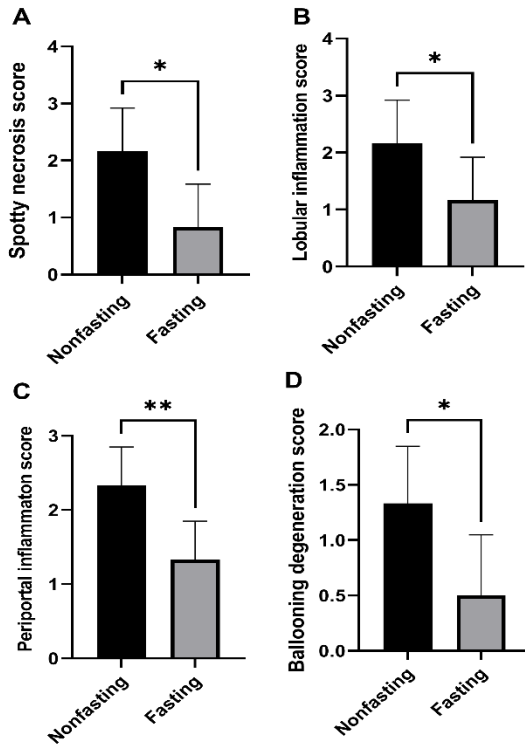 A
Spotty necrosis score
4
3
2
1
0
*
Nonfasting
Fasting
B
Lobular inflammation score
4
3
2
1
0
*
Nonfasting
Fasting
C
Periportal inflammaton score
3
2
1
0
**
Nonfasting
Fasting
D
Ballooning degeneration score
2.0
1.5
1.0
0.5
0.0
*
Nonfasting
Fasting